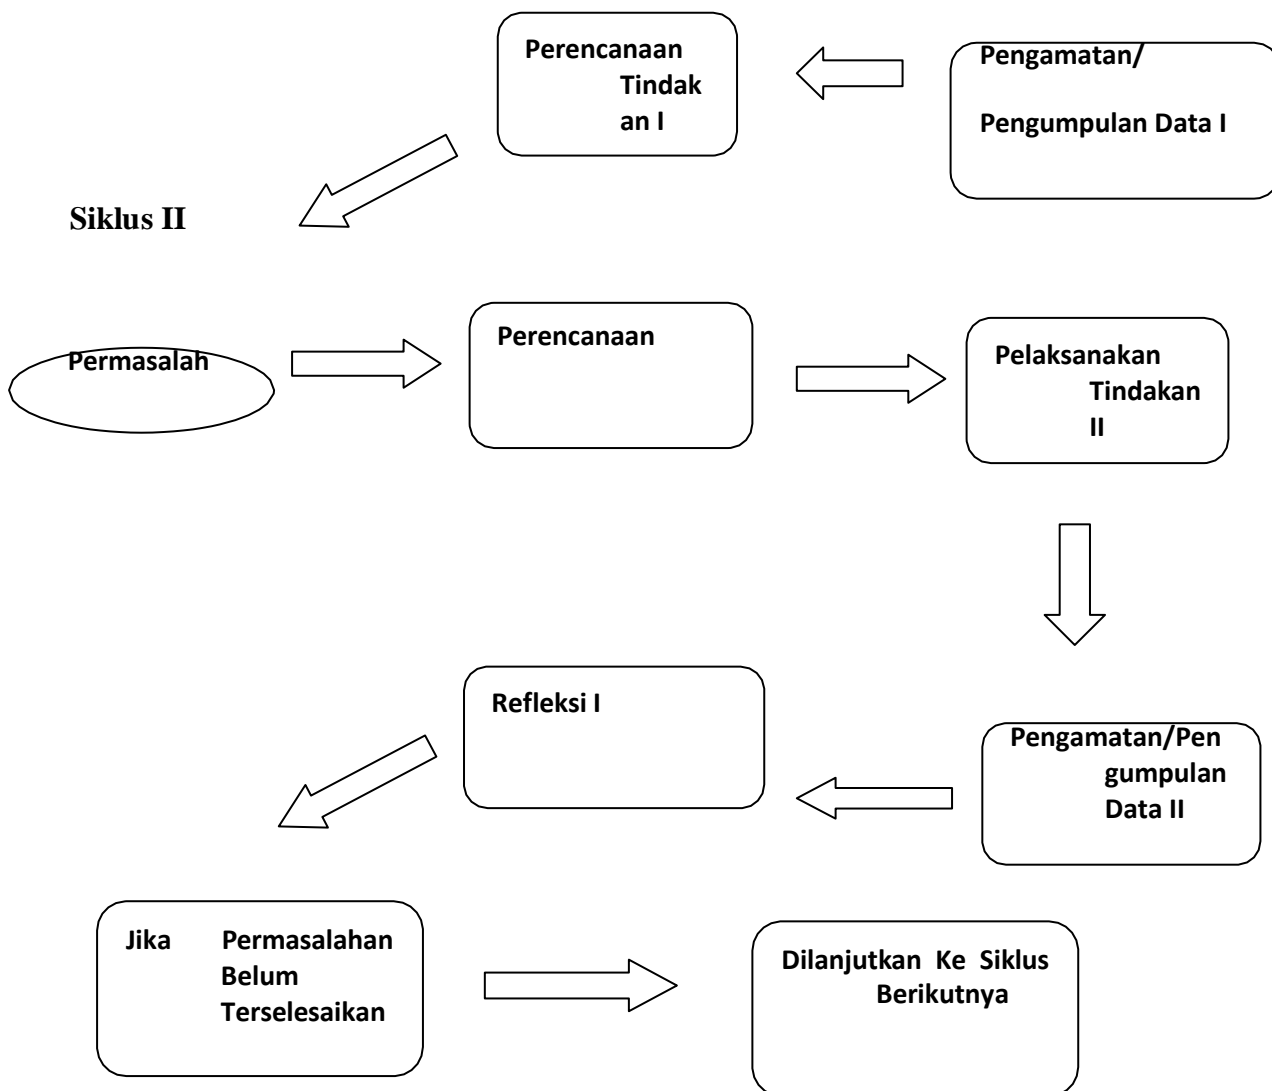 Perencanaan
Tindak
an I
Pengamatan/
Pengumpulan Data I
Siklus II
Permasalah
Perencanaan
Pelaksanakan
Tindakan
II
Refleksi I
Pengamatan/Pen
gumpulan
Data II
Jika Permasalahan
Belum
Terselesaikan
Dilanjutkan Ke Siklus
Berikutnya